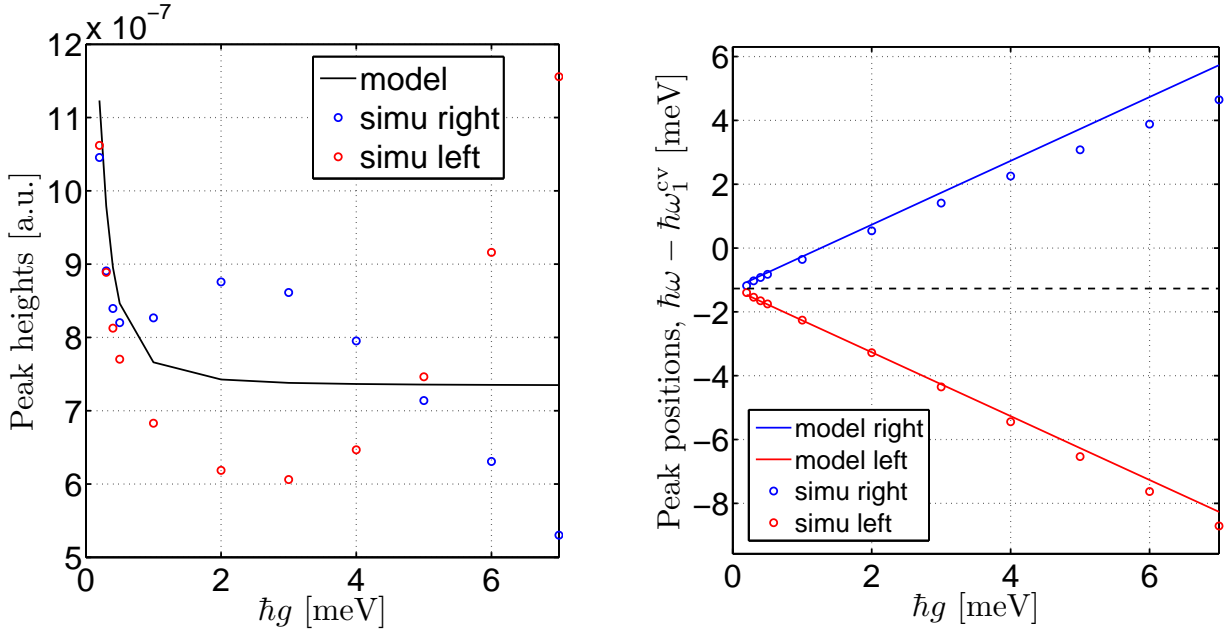 x 10⁻⁷
12
11
10
9
8
7
6
5
0
2
4
6
Peak heights [a.u.]
ħg [meV]
model
simu right
simu left
6
4
2
0
−2
−4
−6
−8
0
2
4
6
Peak positions, ħω − ħω₁ᶜᵛ [meV]
ħg [meV]
model right
model left
simu right
simu left